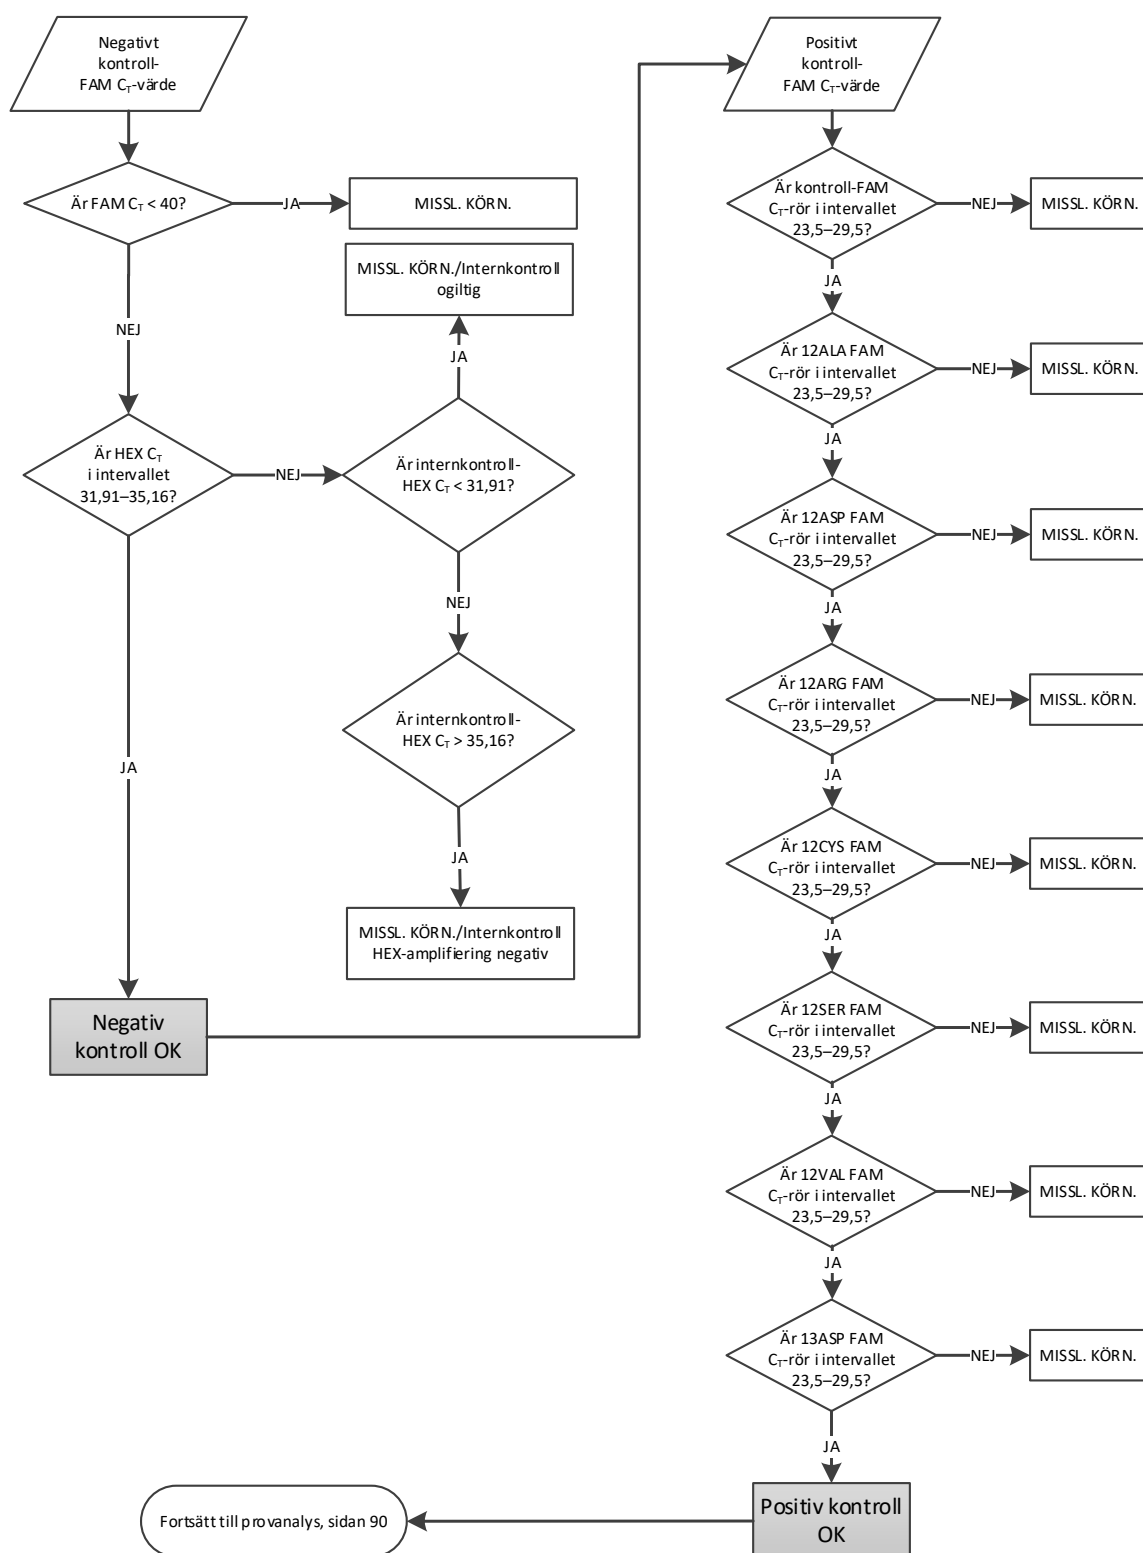 Negativt
kontroll-
FAM CT-värde
Är FAM CT < 40?
JA
MISSL. KÖRN.
NEJ
MISSL. KÖRN./Internkontroll
ogiltig
JA
Är HEX CT
i intervallet
31,91–35,16?
NEJ
Är internkontroll-
HEX CT < 31,91?
NEJ
Är internkontroll-
HEX CT > 35,16?
JA
JA
MISSL. KÖRN./Internkontroll
HEX-amplifiering negativ
Negativ
kontroll OK
Positivt
kontroll-
FAM CT-värde
Är kontroll-FAM
CT-rör i intervallet
23,5–29,5?
NEJ
MISSL. KÖRN.
JA
Är 12ALA FAM
CT-rör i intervallet
23,5–29,5?
NEJ
MISSL. KÖRN.
JA
Är 12ASP FAM
CT-rör i intervallet
23,5–29,5?
NEJ
MISSL. KÖRN.
JA
Är 12ARG FAM
CT-rör i intervallet
23,5–29,5?
NEJ
MISSL. KÖRN.
JA
Är 12CYS FAM
CT-rör i intervallet
23,5–29,5?
NEJ
MISSL. KÖRN.
JA
Är 12SER FAM
CT-rör i intervallet
23,5–29,5?
NEJ
MISSL. KÖRN.
JA
Är 12VAL FAM
CT-rör i intervallet
23,5–29,5?
NEJ
MISSL. KÖRN.
JA
Är 13ASP FAM
CT-rör i intervallet
23,5–29,5?
NEJ
MISSL. KÖRN.
JA
Positiv kontroll
OK
Fortsätt till provanalys, sidan 90